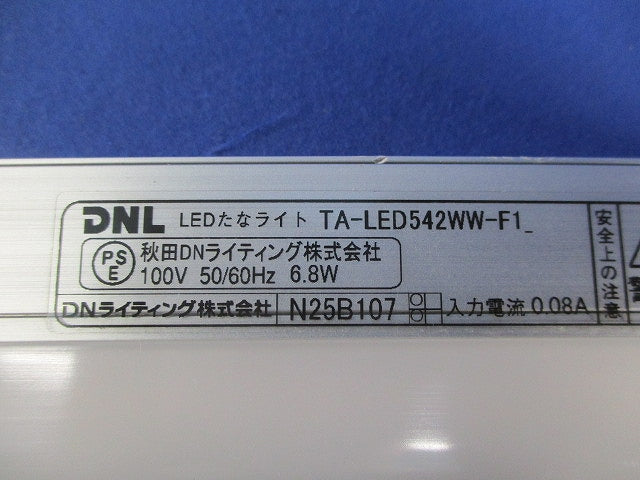 DNL LEDたなライト TA-LED542WW-F1_
PS
E
秋田DNライティング株式会社
100V 50/60Hz 6.8W
DNライティング株式会社 N25B107 入力電流 0.08A
安全上の注意